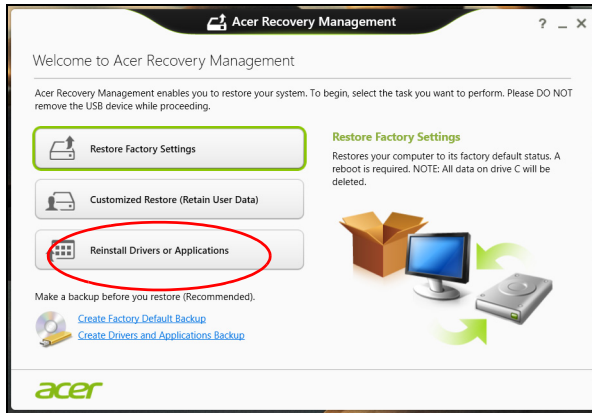 Acer Recovery Management
? _ ×
Welcome to Acer Recovery Management
Acer Recovery Management enables you to restore your system. To begin, select the task you want to perform. Please DO NOT
remove the USB device while proceeding.
Restore Factory Settings
Customized Restore (Retain User Data)
Reinstall Drivers or Applications
Restore Factory Settings
Restores your computer to its factory default status. A
reboot is required. NOTE: All data on drive C will be
deleted.
Make a backup before you restore (Recommended).
Create Factory Default Backup
Create Drivers and Applications Backup
acer